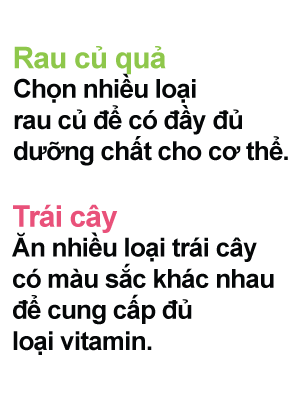 Rau củ quả
Chọn nhiều loại
rau củ để có đầy đủ
dưỡng chất cho cơ thể.
Trái cây
Ăn nhiều loại trái cây
có màu sắc khác nhau
để cung cấp đủ
loại vitamin.